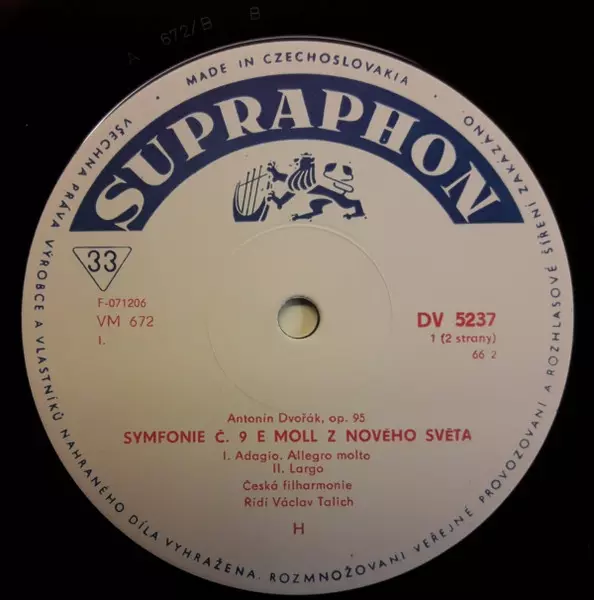 A 672/B B
MADE IN CZECHOSLOVAKIA
VŠECHNA PRÁVA VÝROBCE A VLASTNÍKŮ NAHRANÉHO DÍLA VYHRAŽENA. ROZMNOŽOVÁNÍ VEŘEJNÉ PROVOZOVÁNÍ A ROZHLASOVÉ ŠÍŘENÍ ZAKÁZÁNO
SUPRAPHON
33
F-071206
VM 672
I.
DV 5237
1 (2 strany)
66 2
Antonín Dvořák, op. 95
SYMFONIE Č. 9 E MOLL Z NOVÉHO SVĚTA
I. Adagio. Allegro molto
II. Largo
Česká filharmonie
Řídí Václav Talich
H